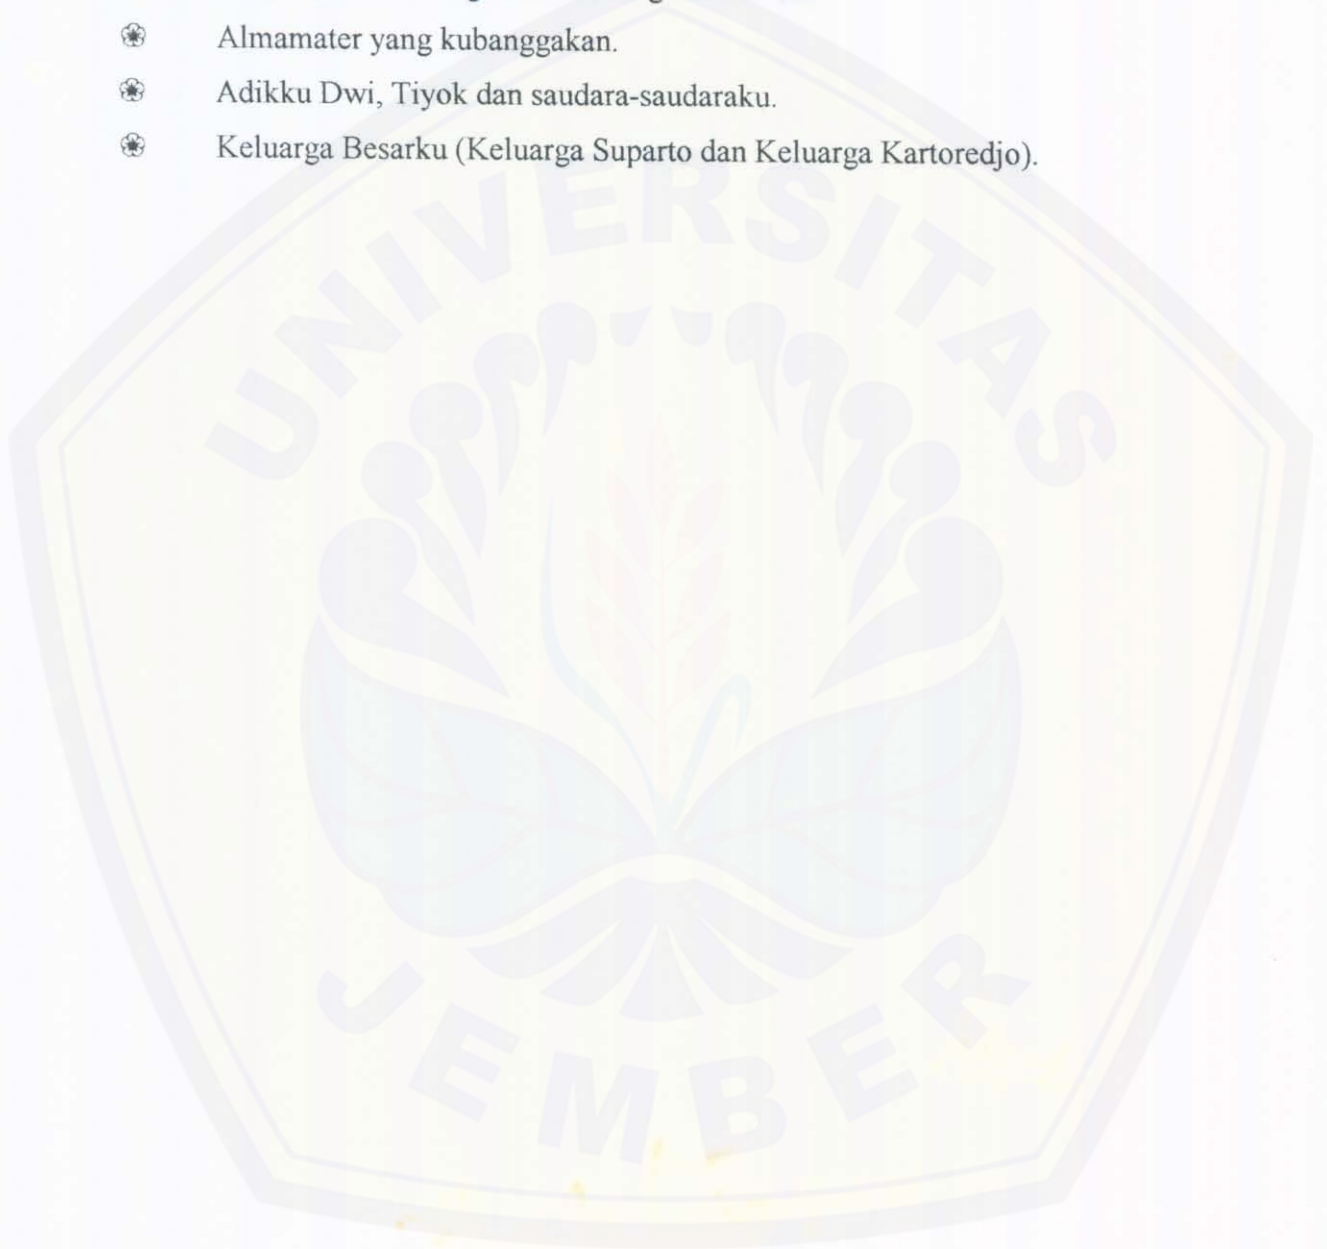 Almamater yang kubanggakan.
Adikku Dwi, Tiyok dan saudara-saudaraku.
Keluarga Besarku (Keluarga Suparto dan Keluarga Kartoredjo).
UNIVERSITAS
JEMBER